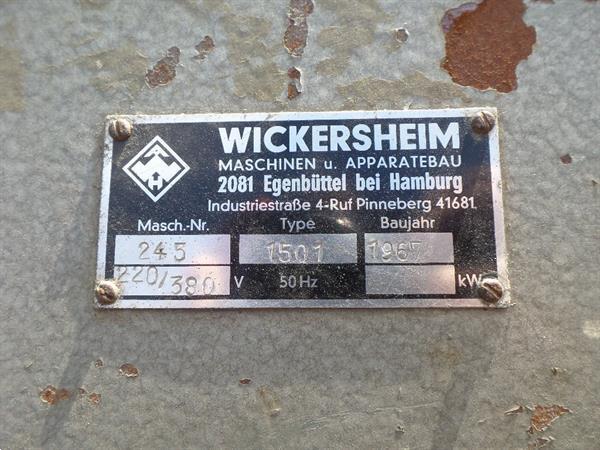 WICKERSHEIM
MASCHINEN u. APPARATEBAU
2081 Egenbüttel bei Hamburg
Industriestraße 4-Ruf Pinneberg 41681
Masch.-Nr. Type Baujahr
245 1501 1967
220/380 V 50 Hz kW